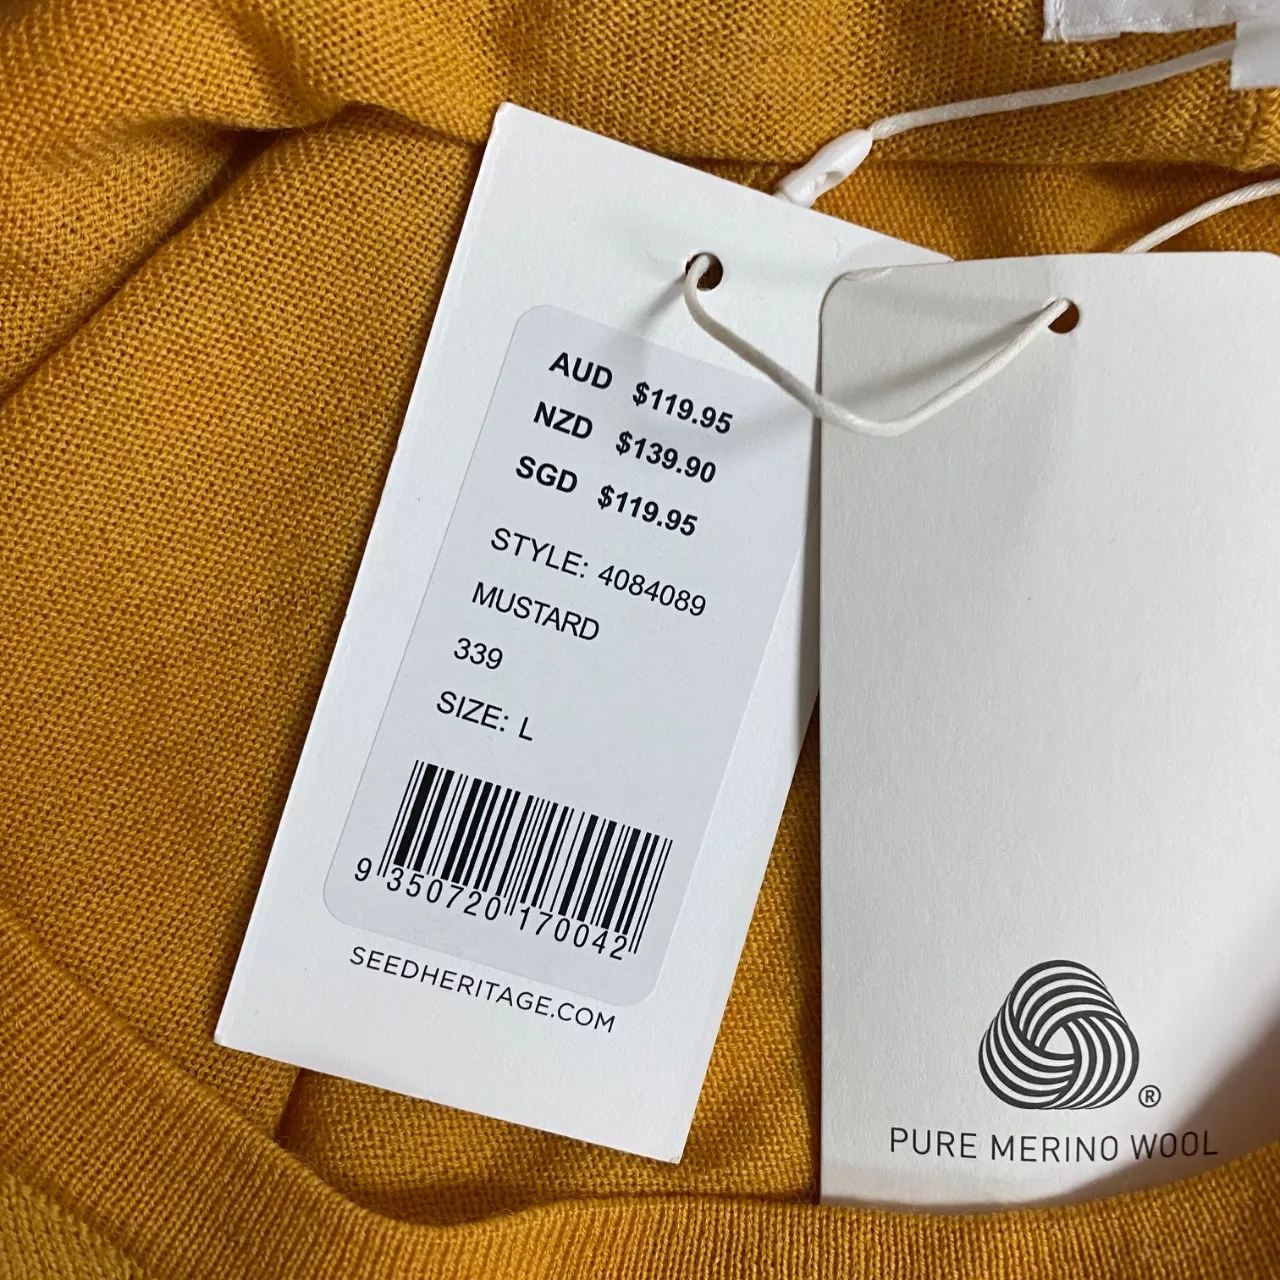 AUD $119.95
NZD $139.90
SGD $119.95
STYLE: 4084089
MUSTARD
339
SIZE: L
9 350720 170042
SEEDHERITAGE.COM
®
PURE MERINO WOOL